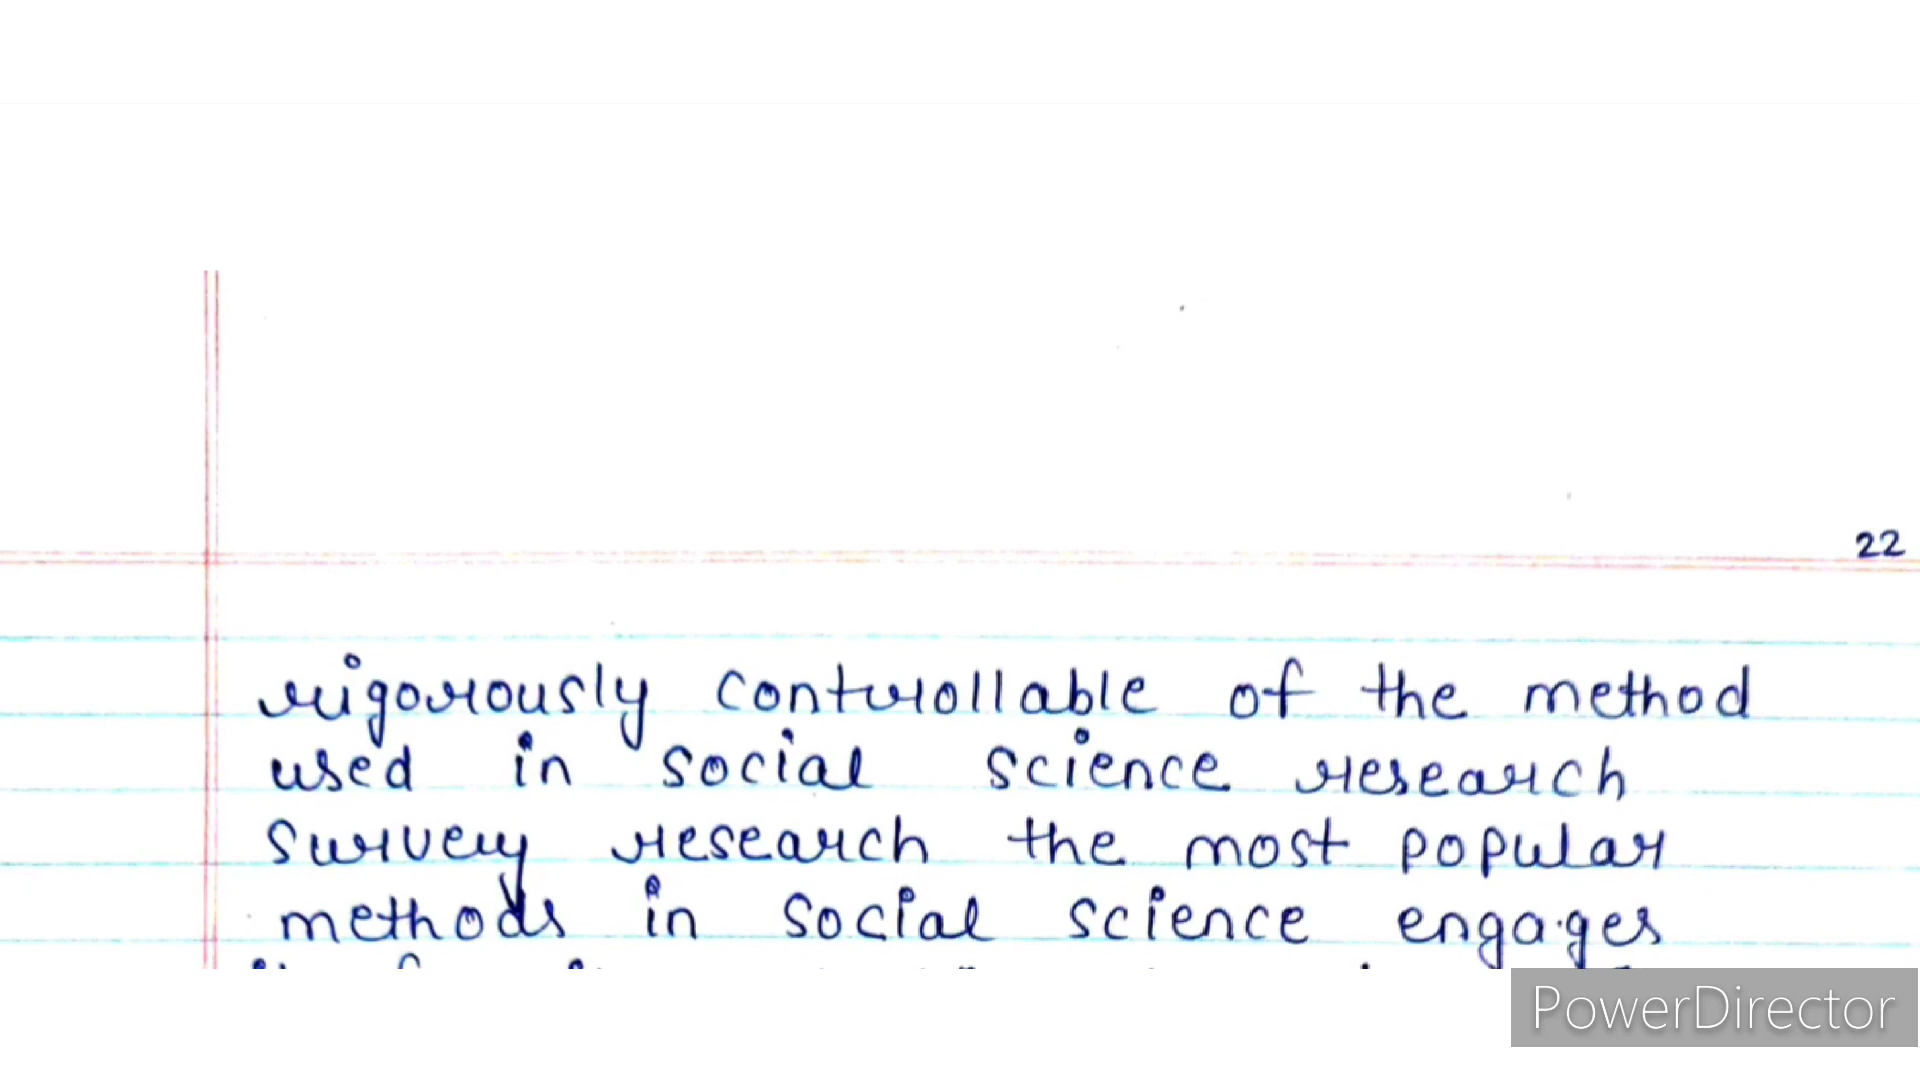 22
rigorously controllable of the method
used in social science research
survey research the most popular
methods in social science engages
PowerDirector